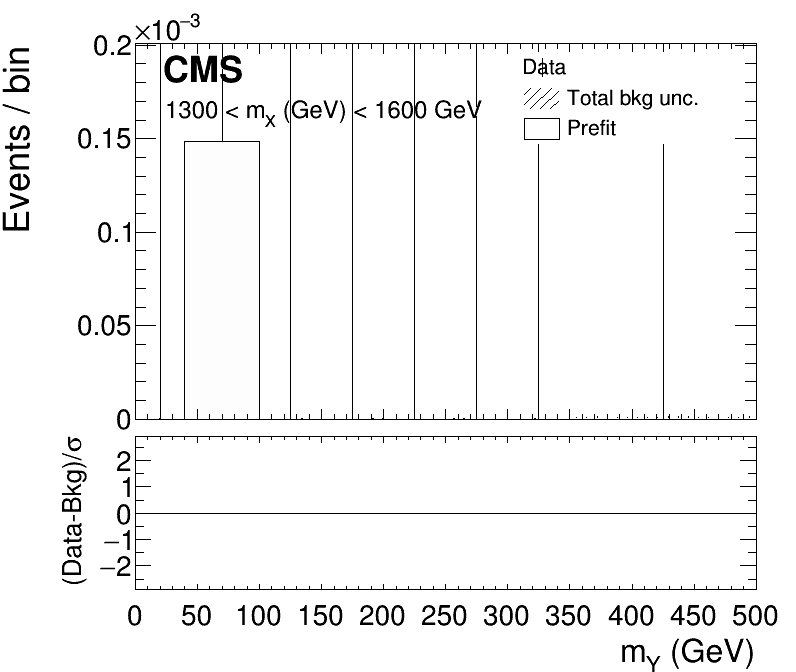 ×10⁻³
Events / bin
0.2
0.15
0.1
0.05
0
CMS
1300 < m_X (GeV) < 1600 GeV
Data
Total bkg unc.
Prefit
(Data-Bkg)/σ
2
1
0
−1
−2
0 50 100 150 200 250 300 350 400 450 500
m_Y (GeV)